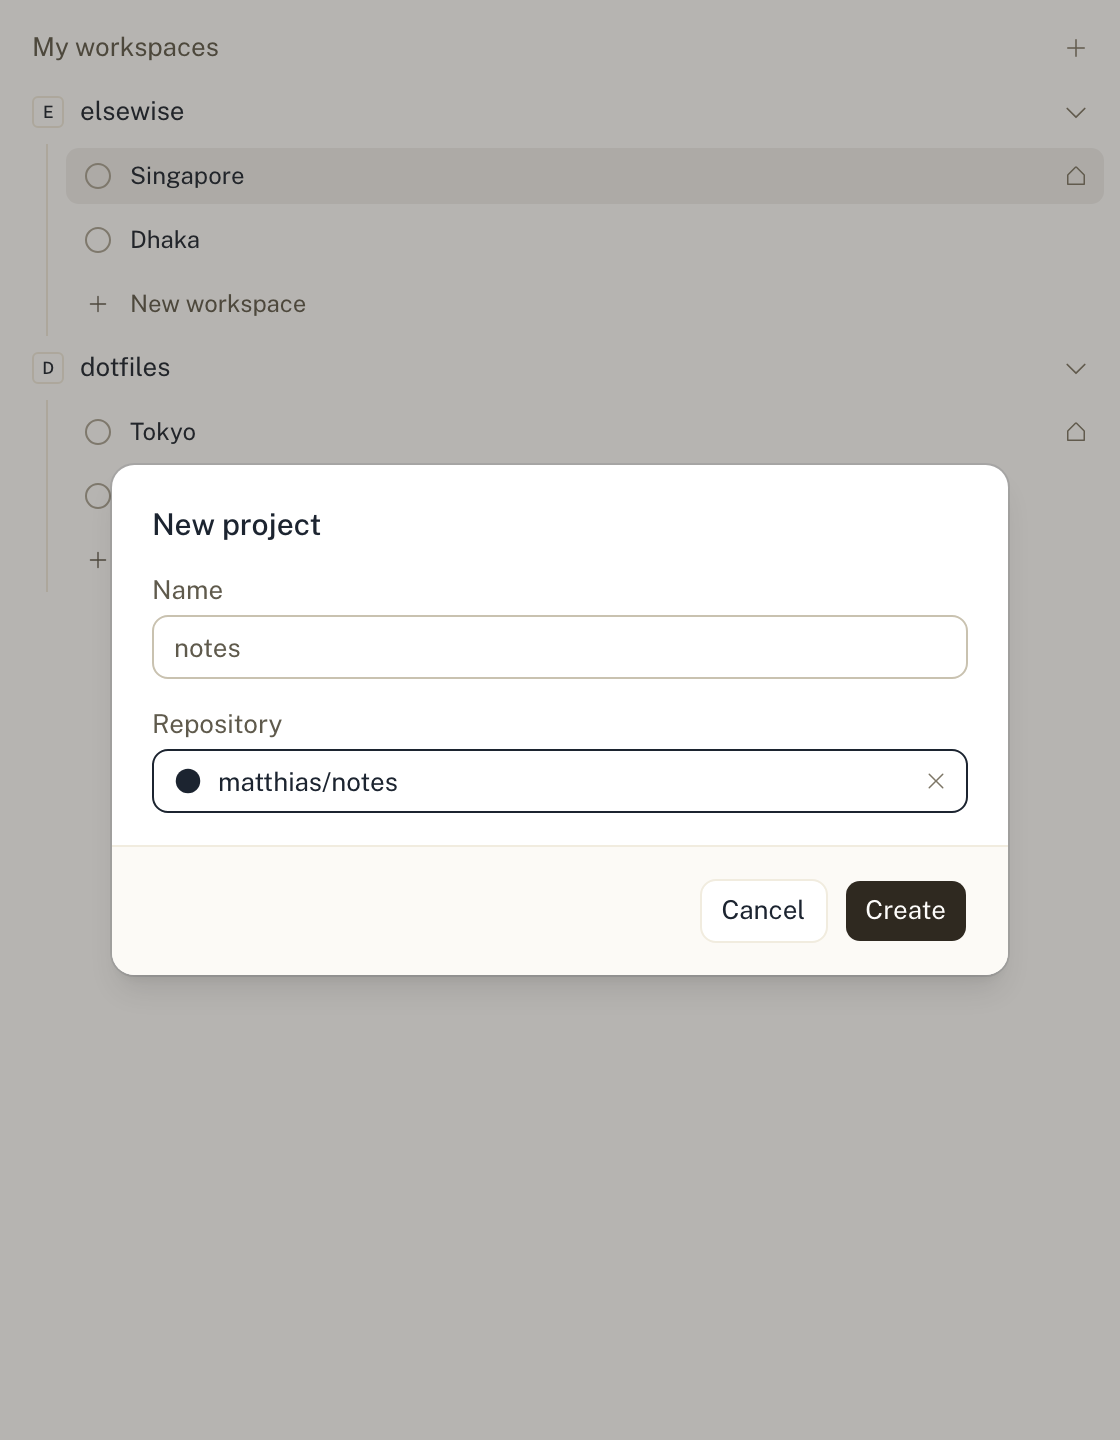 My workspaces
E elsewise
Singapore
Dhaka
New workspace
D dotfiles
Tokyo
New project
Name
notes
Repository
matthias/notes
Cancel Create